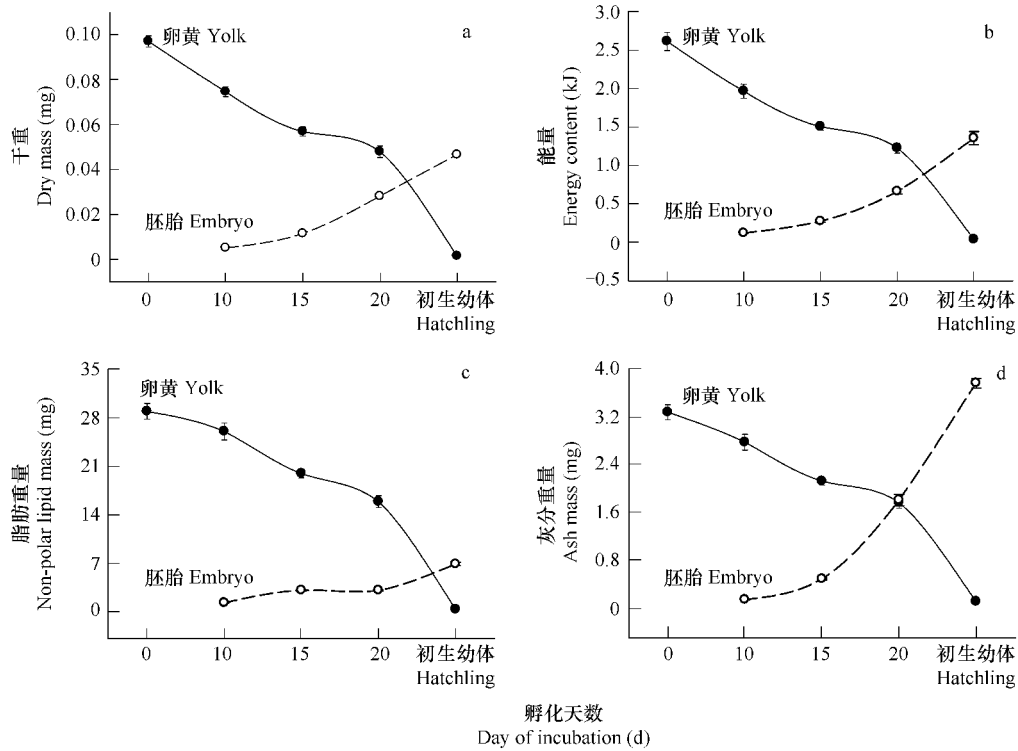 a
干重
Dry mass (mg)
0.10
0.08
0.06
0.04
0.02
0
卵黄 Yolk
胚胎 Embryo
0
10
15
20
初生幼体
Hatchling
b
能量
Energy content (kJ)
3.0
2.5
2.0
1.5
1.0
0.5
0
−0.5
卵黄 Yolk
胚胎 Embryo
0
10
15
20
初生幼体
Hatchling
c
脂肪重量
Non-polar lipid mass (mg)
35
28
21
14
7
0
卵黄 Yolk
胚胎 Embryo
0
10
15
20
初生幼体
Hatchling
d
灰分重量
Ash mass (mg)
4.0
3.2
2.4
1.6
0.8
0
卵黄 Yolk
胚胎 Embryo
0
10
15
20
初生幼体
Hatchling
孵化天数
Day of incubation (d)